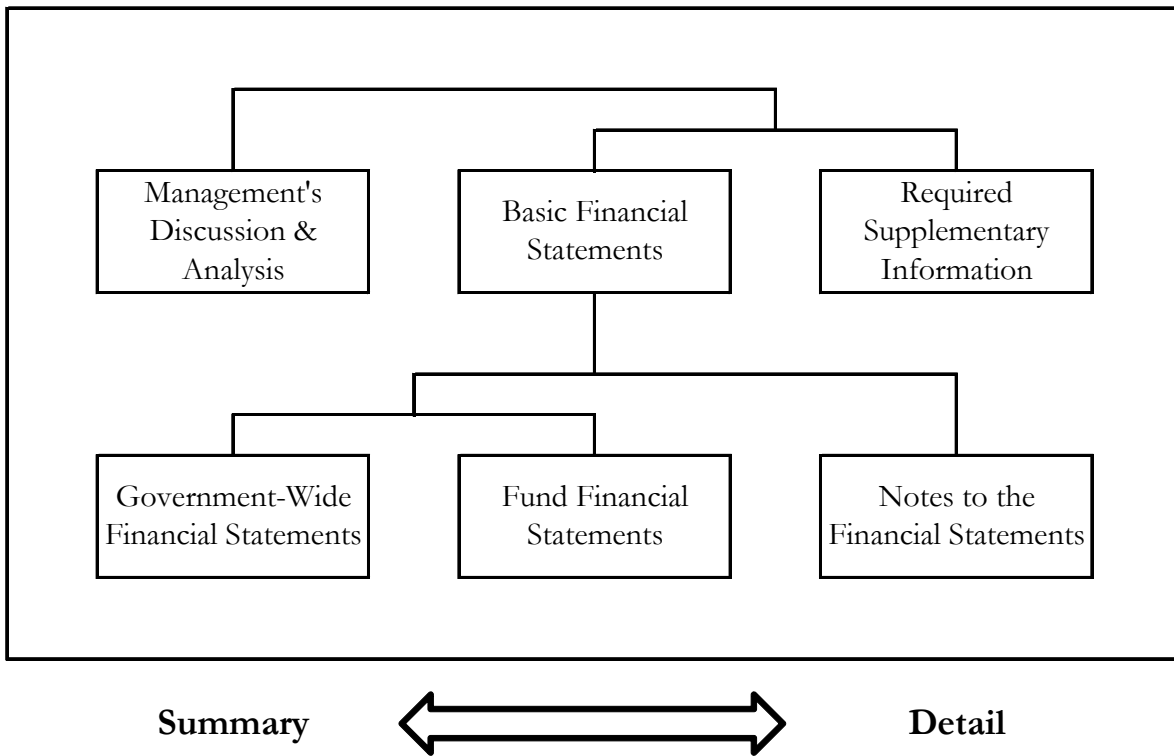 Management's
Discussion &
Analysis
Basic Financial
Statements
Required
Supplementary
Information
Government-Wide
Financial Statements
Fund Financial
Statements
Notes to the
Financial Statements
Summary
Detail